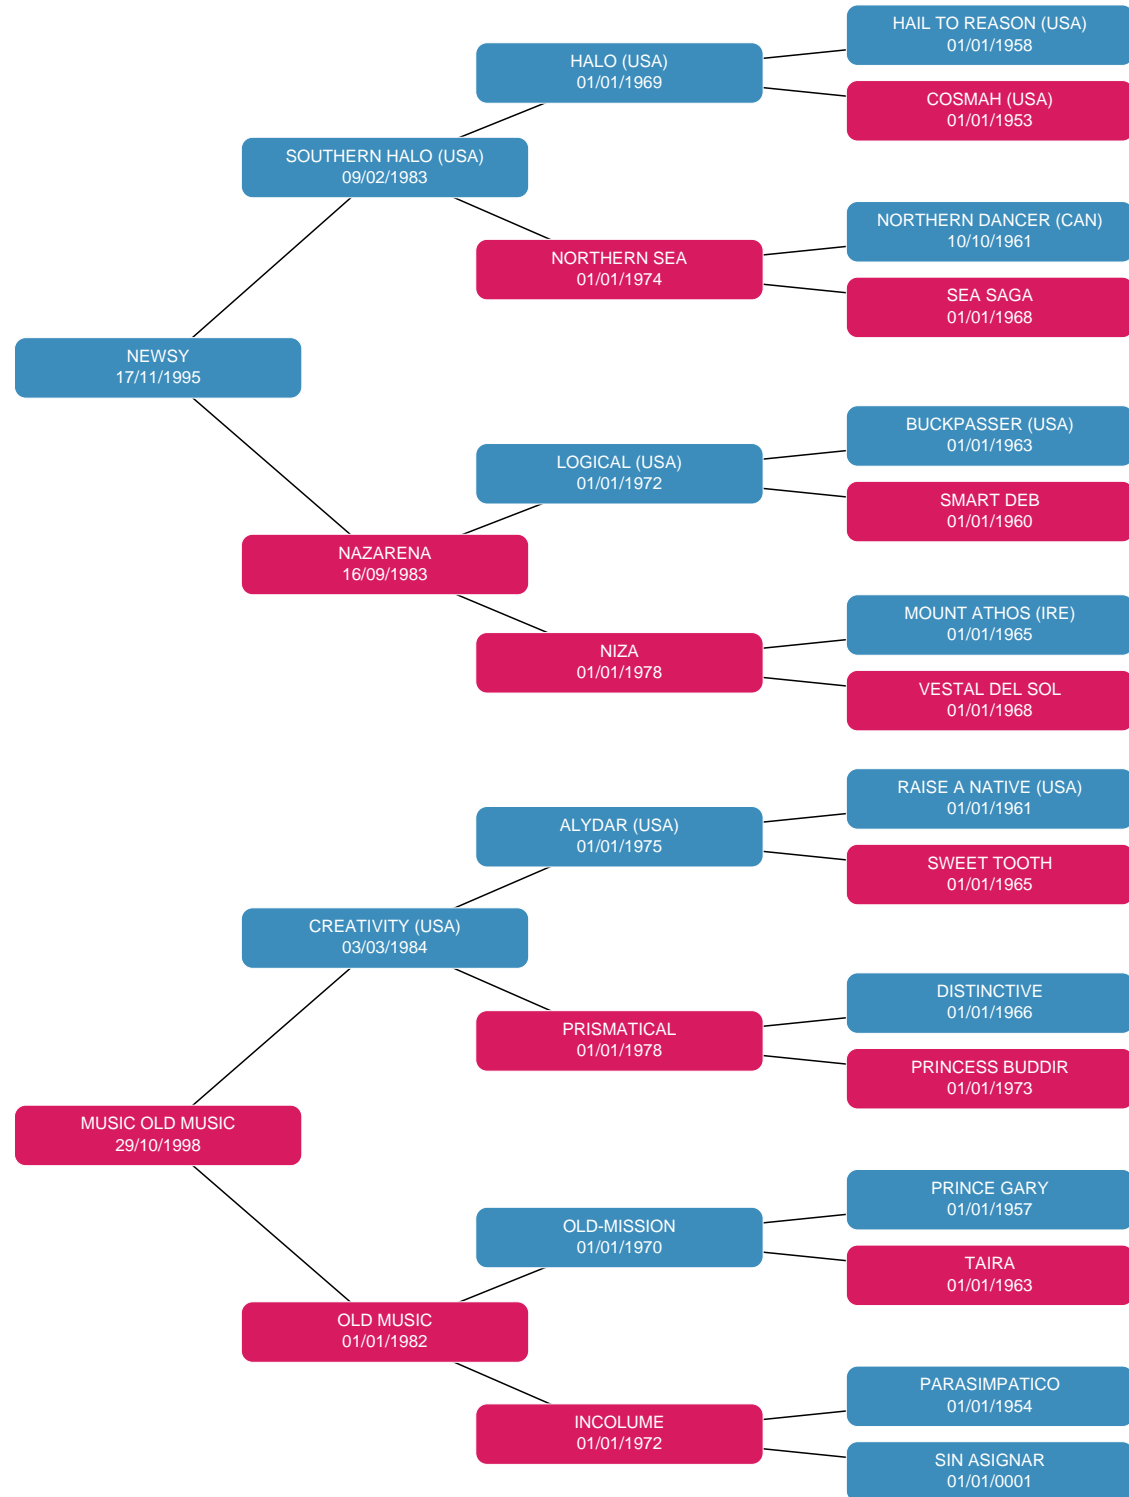 HAIL TO REASON (USA)
01/01/1958
HALO (USA)
01/01/1969
COSMAH (USA)
01/01/1953
SOUTHERN HALO (USA)
09/02/1983
NORTHERN DANCER (CAN)
10/10/1961
NORTHERN SEA
01/01/1974
SEA SAGA
01/01/1968
NEWSY
17/11/1995
BUCKPASSER (USA)
01/01/1963
LOGICAL (USA)
01/01/1972
SMART DEB
01/01/1960
NAZARENA
16/09/1983
MOUNT ATHOS (IRE)
01/01/1965
NIZA
01/01/1978
VESTAL DEL SOL
01/01/1968
RAISE A NATIVE (USA)
01/01/1961
ALYDAR (USA)
01/01/1975
SWEET TOOTH
01/01/1965
CREATIVITY (USA)
03/03/1984
DISTINCTIVE
01/01/1966
PRISMATICAL
01/01/1978
PRINCESS BUDDIR
01/01/1973
MUSIC OLD MUSIC
29/10/1998
PRINCE GARY
01/01/1957
OLD-MISSION
01/01/1970
TAIRA
01/01/1963
OLD MUSIC
01/01/1982
PARASIMPATICO
01/01/1954
INCOLUME
01/01/1972
SIN ASIGNAR
01/01/0001